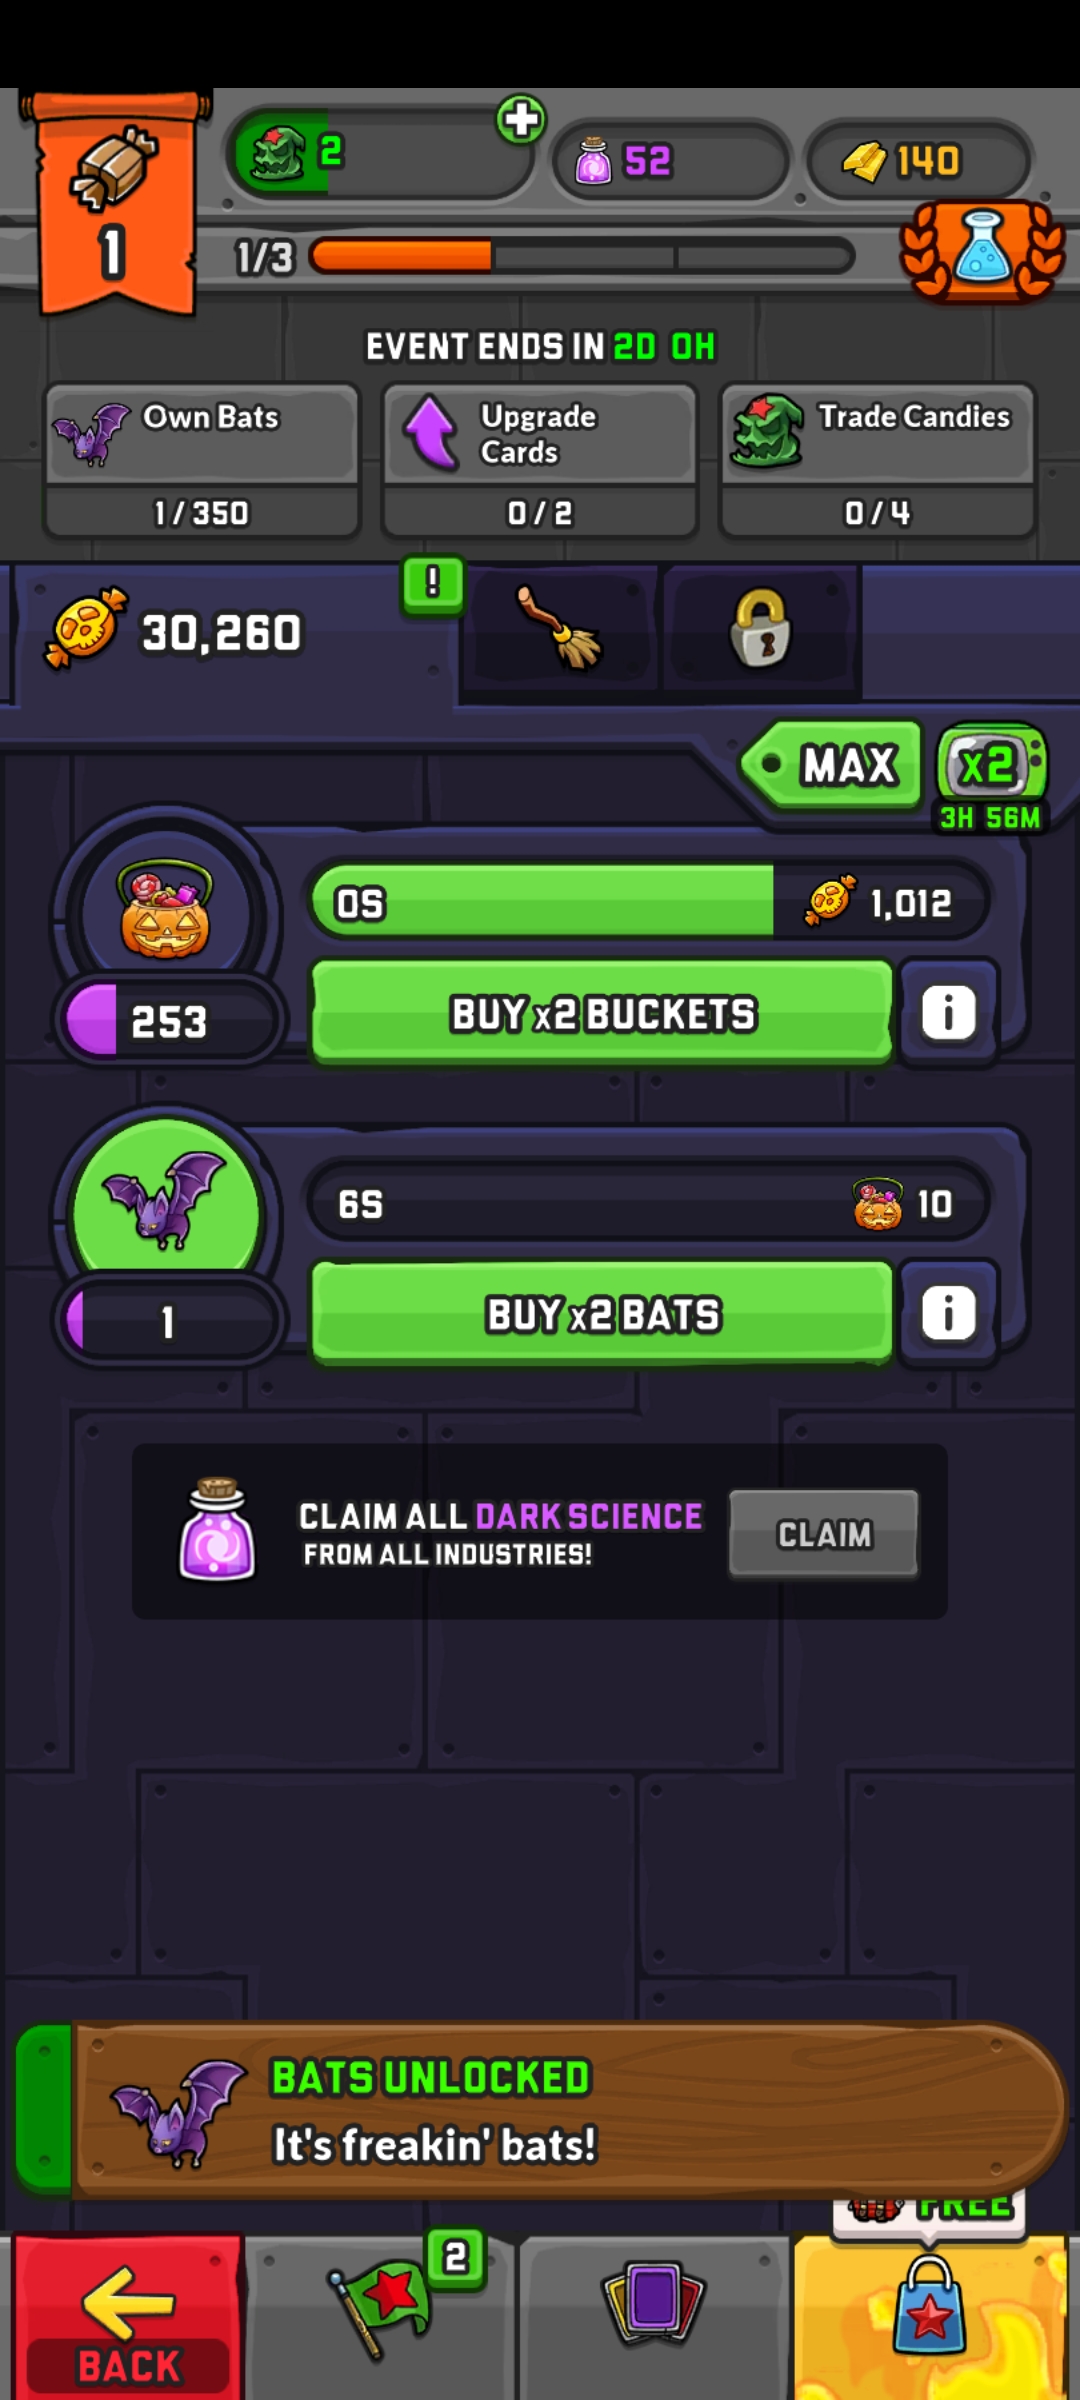 1
2
52
140
1/3
EVENT ENDS IN 2D 0H
Own Bats
1/350
Upgrade
Cards
0/2
Trade Candies
0/4
30,260
!
MAX
x2
3H 56M
0S
1,012
253
BUY x2 BUCKETS
i
6S
10
1
BUY x2 BATS
i
CLAIM ALL DARK SCIENCE
FROM ALL INDUSTRIES!
CLAIM
BATS UNLOCKED
It's freakin' bats!
FREE
2
BACK